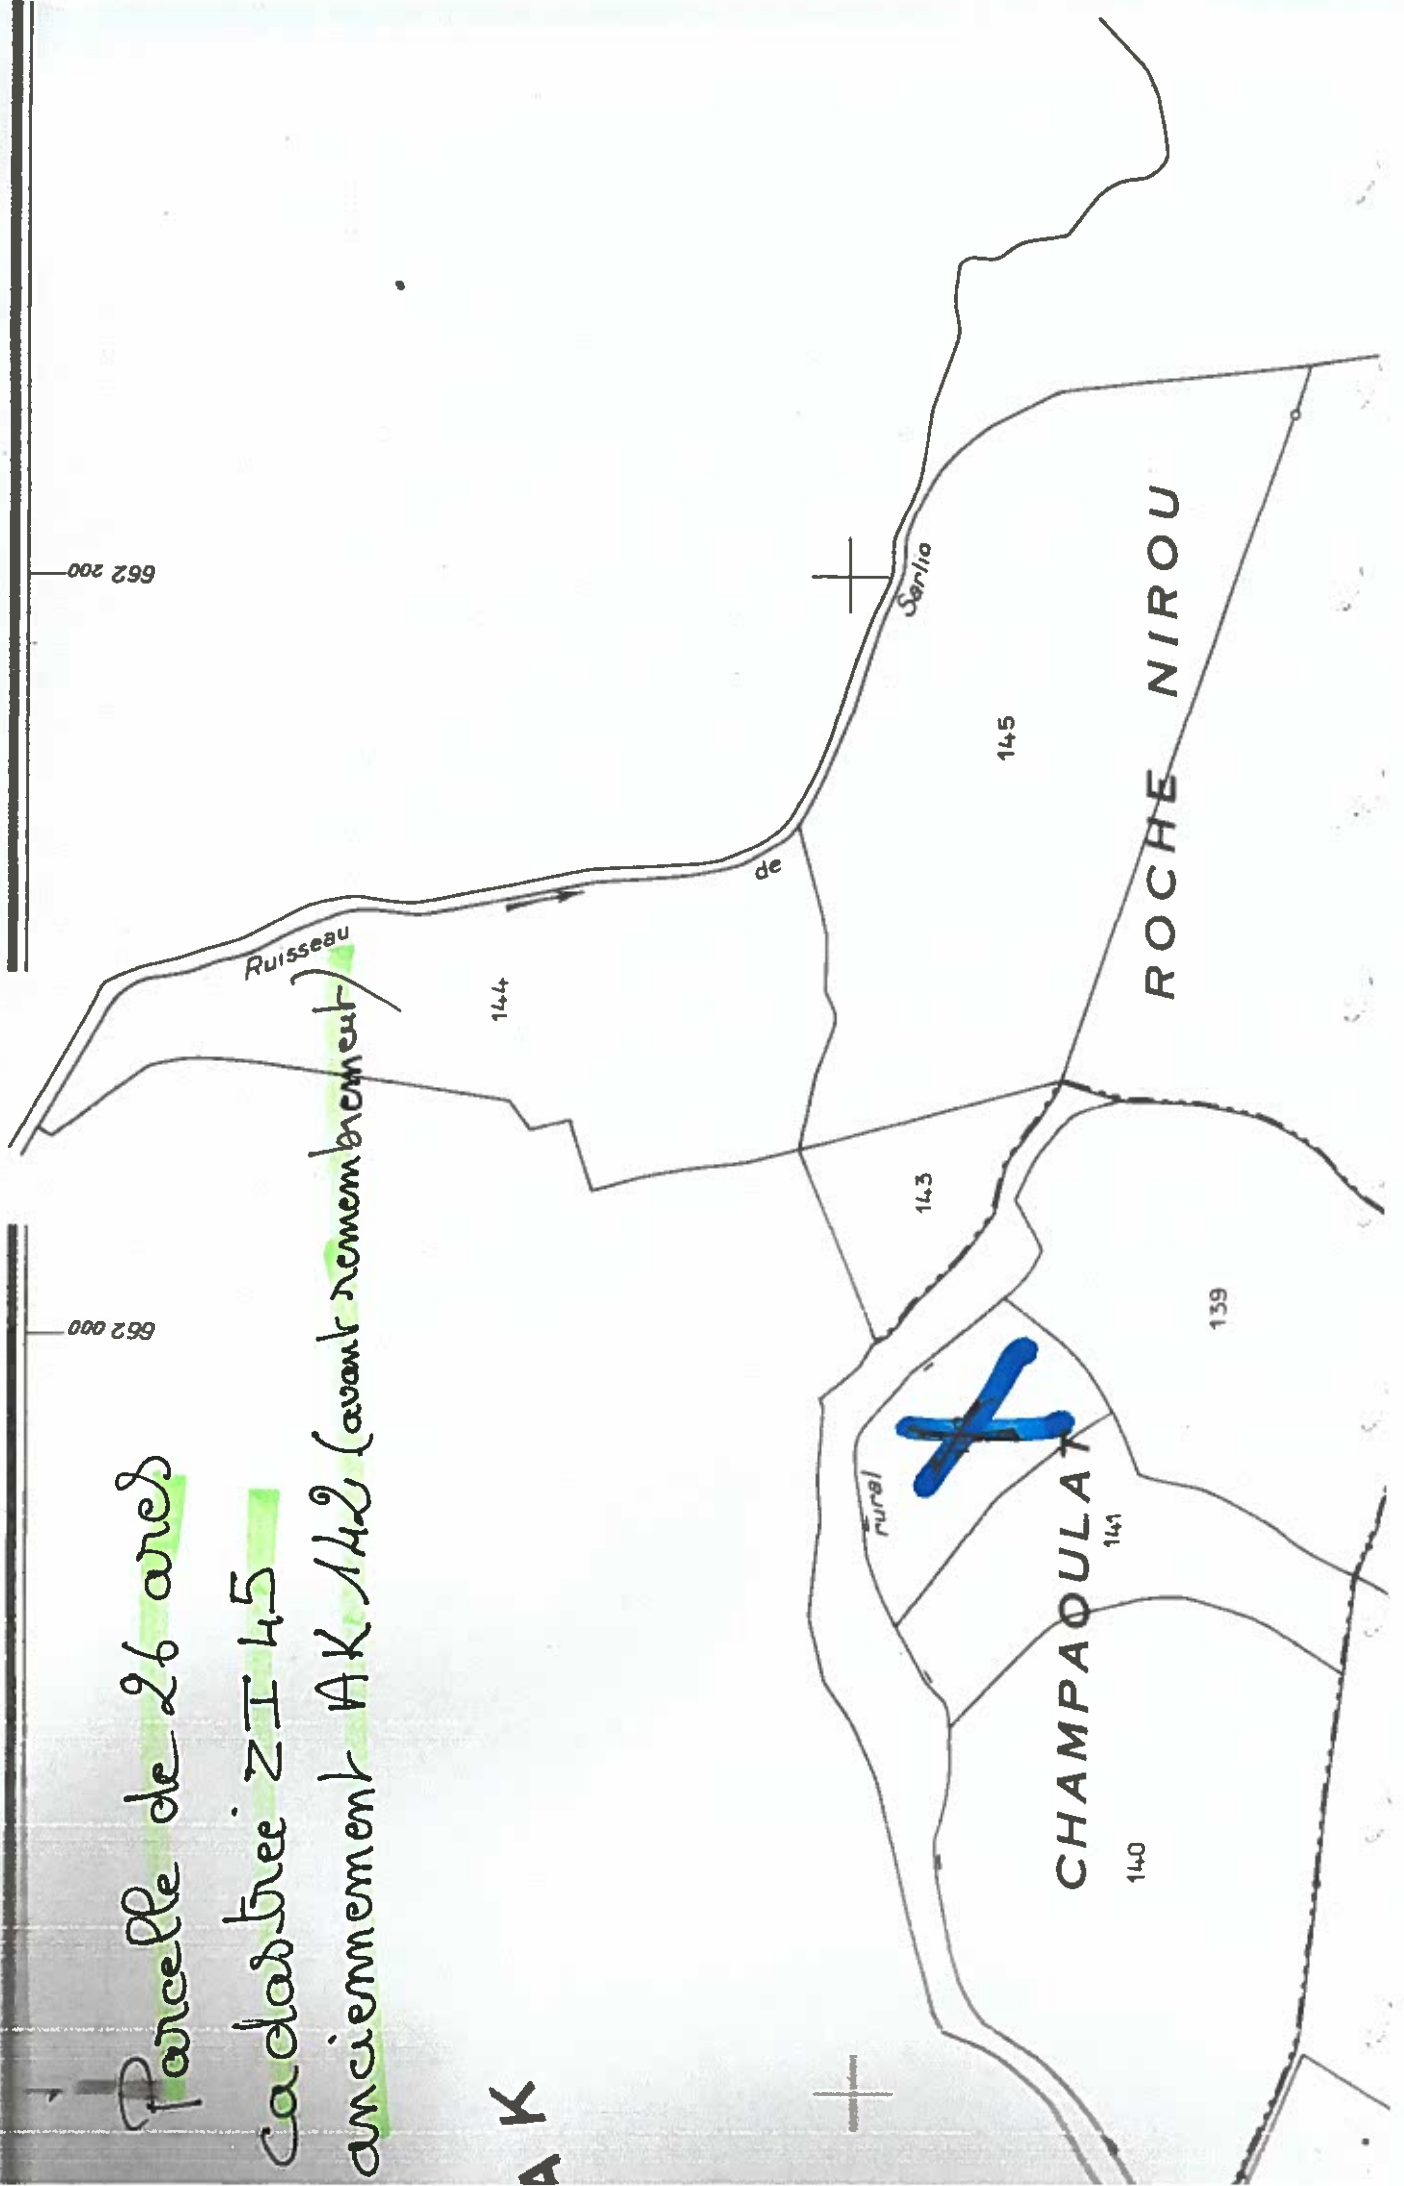 Parcelle de 26 ares
cadastrée ZI 45
anciennement AK 142 (avant remembrement)
662 000
662 200
A K
Ruisseau
de
Sarlio
144
145
143
rural
139
141
140
CHAMPAOULAT
ROCHE NIROU